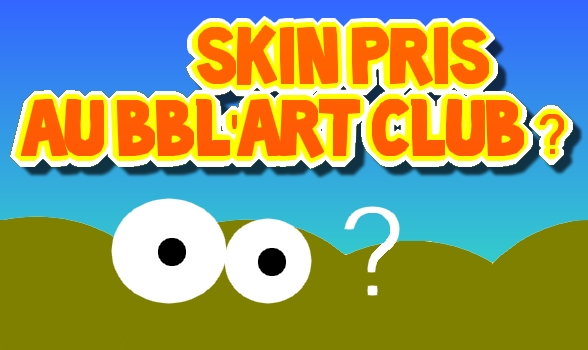 SKIN PRIS
AU BBL'ART CLUB ?
?